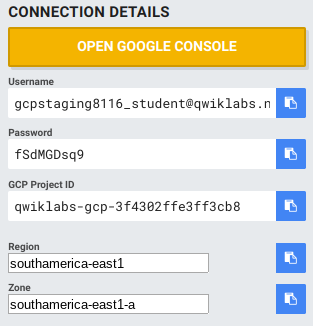 CONNECTION DETAILS
OPEN GOOGLE CONSOLE
Username
gcpstaging8116_student@qwiklabs.n
Password
fSdMGDsq9
GCP Project ID
qwiklabs-gcp-3f4302ffe3ff3cb8
Region
southamerica-east1
Zone
southamerica-east1-a